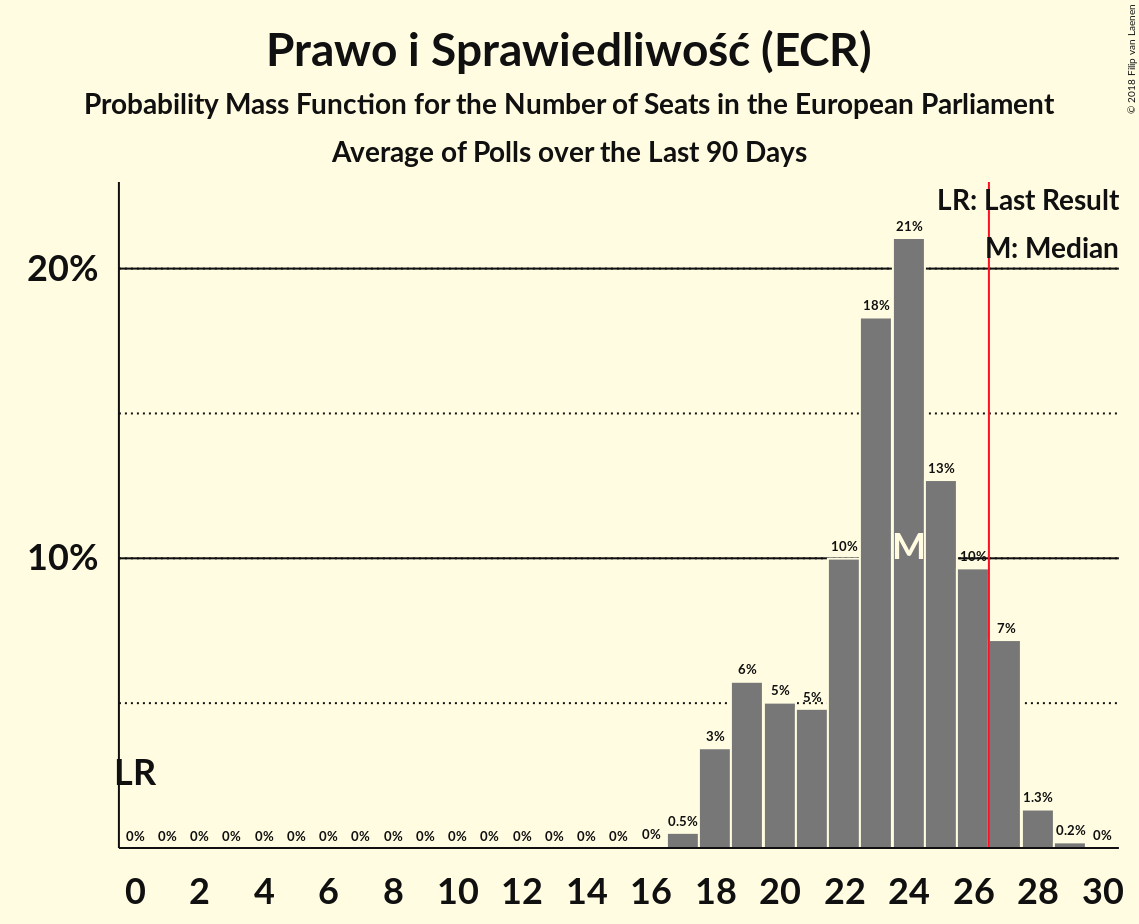 Prawo i Sprawiedliwość (ECR)
Probability Mass Function for the Number of Seats in the European Parliament
Average of Polls over the Last 90 Days
© 2018 Filip van Laenen
LR: Last Result
M: Median
20%
10%
21%
18%
13%
10%
10%
M
7%
6%
5%
5%
3%
LR
1.3%
0.5%
0.2%
0% 0% 0% 0% 0% 0% 0% 0% 0% 0% 0% 0% 0% 0% 0% 0% 0% 0%
0 2 4 6 8 10 12 14 16 18 20 22 24 26 28 30